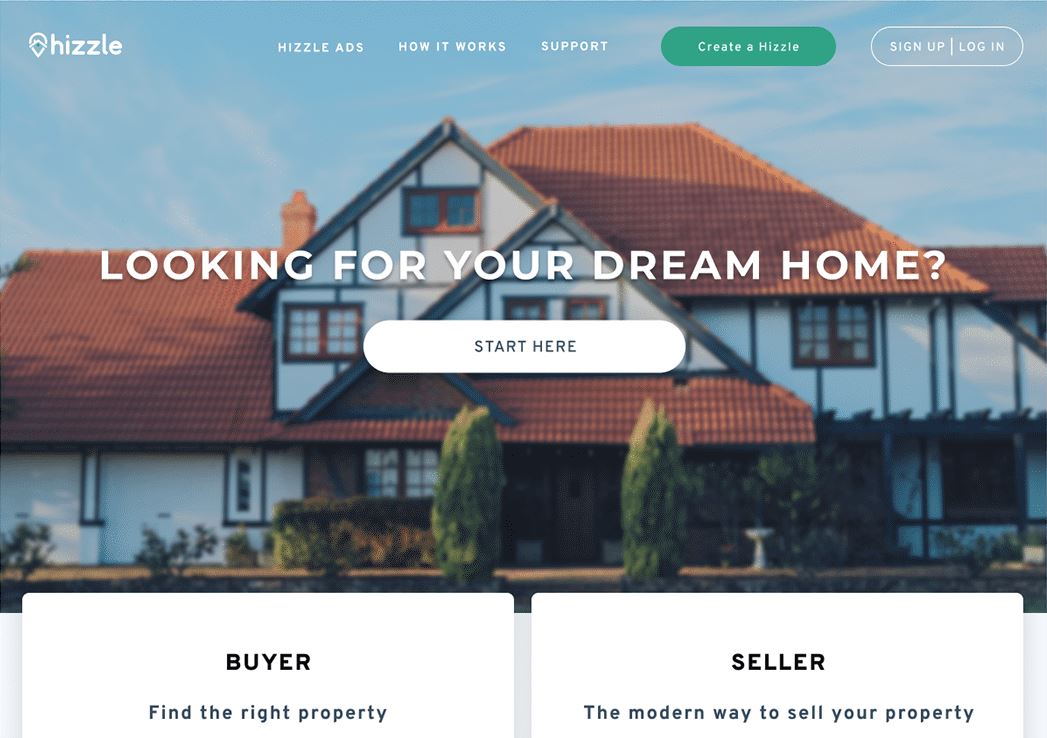 hizzle
HIZZLE ADS
HOW IT WORKS
SUPPORT
Create a Hizzle
SIGN UP | LOG IN
LOOKING FOR YOUR DREAM HOME?
START HERE
BUYER
Find the right property
SELLER
The modern way to sell your property